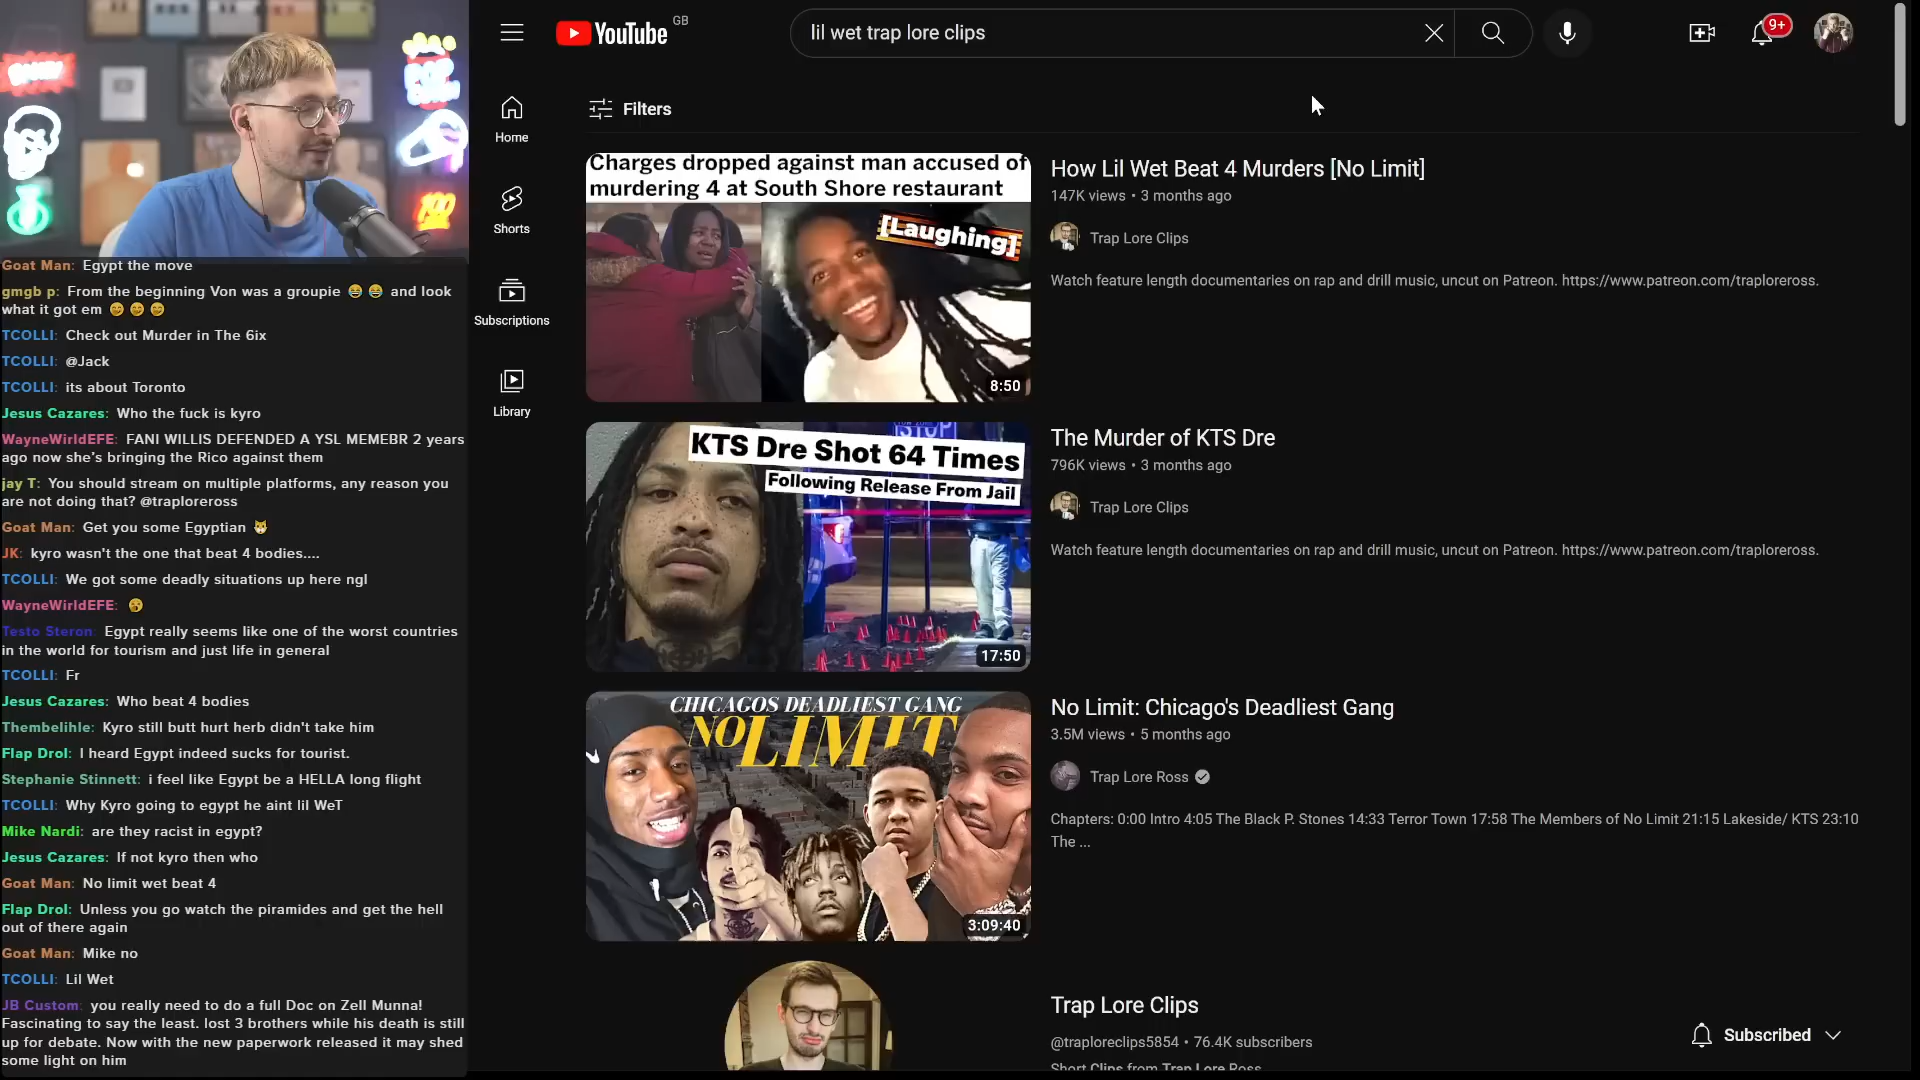 Goat Man: Egypt the move
gmgb p: From the beginning Von was a groupie 😂 😂 and look
what it got em 😊 😊 😊
TCOLLI: Check out Murder in The 6ix
TCOLLI: @Jack
TCOLLI: its about Toronto
Jesus Cazares: Who the fuck is kyro
WayneWirldEFE: FANI WILLIS DEFENDED A YSL MEMEBR 2 years
ago now she's bringing the Rico against them
jay T: You should stream on multiple platforms, any reason you
are not doing that? @traploreross
Goat Man: Get you some Egyptian 🐱
JK: kyro wasn't the one that beat 4 bodies....
TCOLLI: We got some deadly situations up here ngl
WayneWirldEFE:
Testo Steron: Egypt really seems like one of the worst countries
in the world for tourism and just life in general
TCOLLI: Fr
Jesus Cazares: Who beat 4 bodies
Thembelihle: Kyro still butt hurt herb didn't take him
Flap Drol: I heard Egypt indeed sucks for tourist.
Stephanie Stinnett: i feel like Egypt be a HELLA long flight
TCOLLI: Why Kyro going to egypt he aint lil WeT
Mike Nardi: are they racist in egypt?
Jesus Cazares: If not kyro then who
Goat Man: No limit wet beat 4
Flap Drol: Unless you go watch the piramides and get the hell
out of there again
Goat Man: Mike no
TCOLLI: Lil Wet
JB Custom: you really need to do a full Doc on Zell Munna!
Fascinating to say the least. lost 3 brothers while his death is still
up for debate. Now with the new paperwork released it may shed
some light on him
YouTube GB
lil wet trap lore clips
9+
Home
Shorts
Subscriptions
Library
Filters
Charges dropped against man accused of
murdering 4 at South Shore restaurant
[Laughing]
8:50
How Lil Wet Beat 4 Murders [No Limit]
147K views • 3 months ago
Trap Lore Clips
Watch feature length documentaries on rap and drill music, uncut on Patreon. https://www.patreon.com/traploreross.
STOP
KTS Dre Shot 64 Times
Following Release From Jail
17:50
The Murder of KTS Dre
796K views • 3 months ago
Trap Lore Clips
Watch feature length documentaries on rap and drill music, uncut on Patreon. https://www.patreon.com/traploreross.
CHICAGOS DEADLIEST GANG
NO LIMIT
3:09:40
No Limit: Chicago's Deadliest Gang
3.5M views • 5 months ago
Trap Lore Ross
Chapters: 0:00 Intro 4:05 The Black P. Stones 14:33 Terror Town 17:58 The Members of No Limit 21:15 Lakeside/ KTS 23:10
The ...
Trap Lore Clips
@traploreclips5854 • 76.4K subscribers
Short Clips from Trap Lore Ross
Subscribed
100